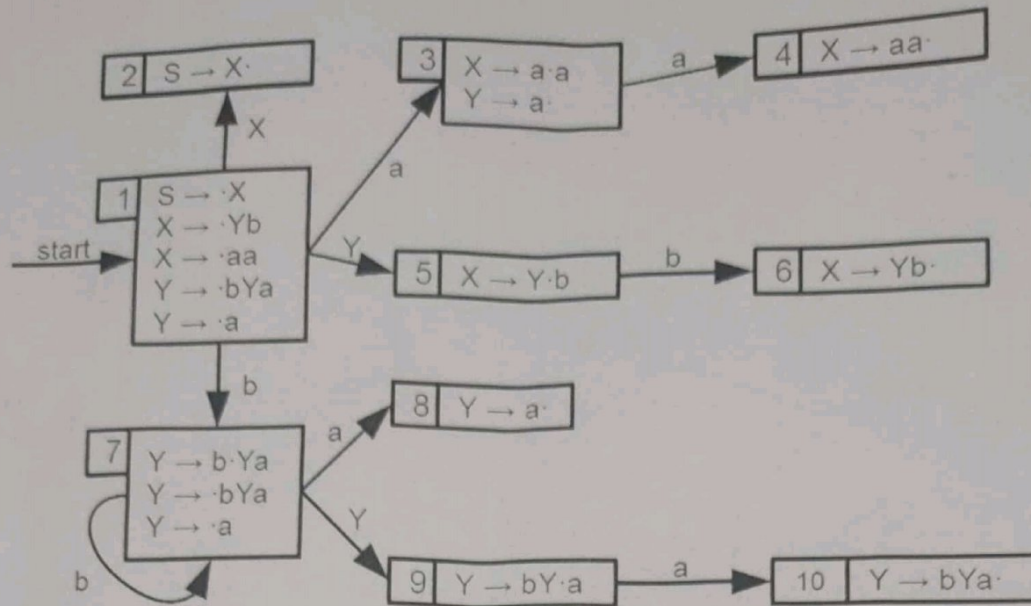 2 S → X·
3 X → a·a
Y → a·
a
4 X → aa·
X
a
1 S → ·X
X → ·Yb
X → ·aa
Y → ·bYa
Y → ·a
start
Y
5 X → Y·b
b
6 X → Yb·
b
7 Y → b·Ya
Y → ·bYa
Y → ·a
a
8 Y → a·
Y
b
9 Y → bY·a
a
10 Y → bYa·